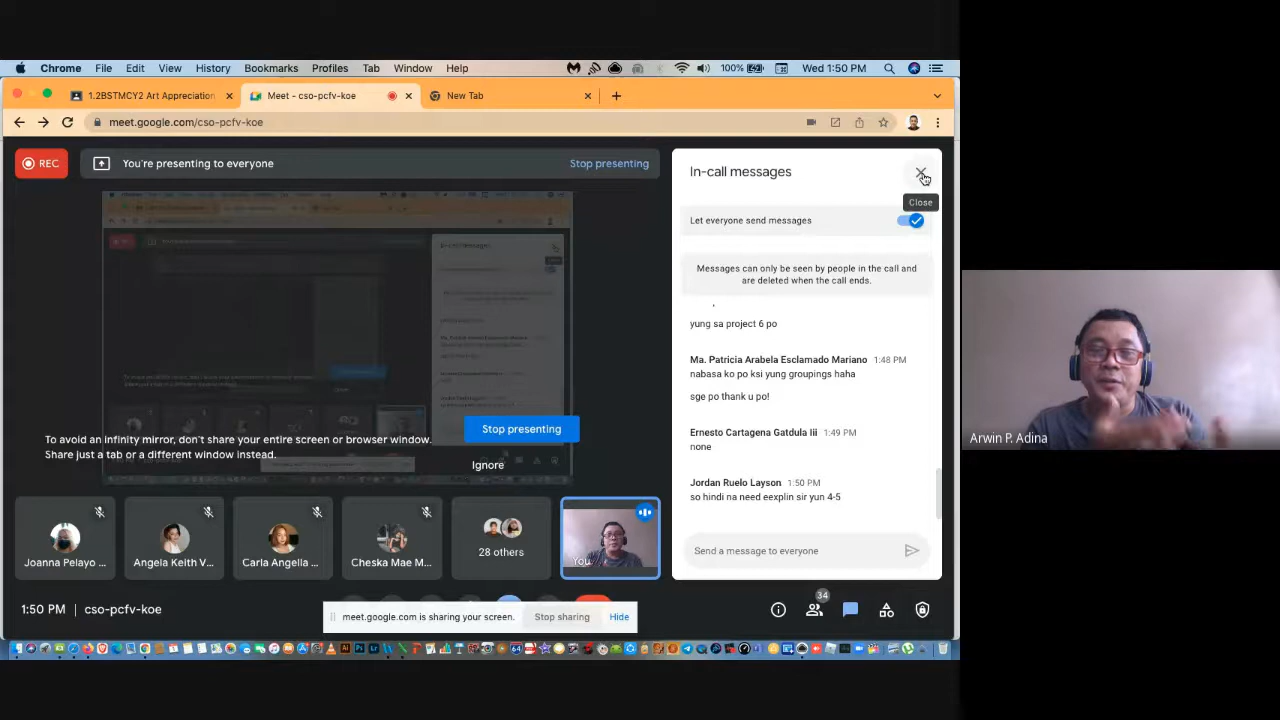 Chrome File Edit View History Bookmarks Profiles Tab Window Help 100% Wed 1:50 PM
1.2BSTMCY2 Art Appreciation
Meet - cso-pcfv-koe
New Tab
meet.google.com/cso-pcfv-koe
REC
You're presenting to everyone
Stop presenting
To avoid an infinity mirror, don't share your entire screen or browser window.
Share just a tab or a different window instead.
Stop presenting
Ignore
In-call messages
Close
Let everyone send messages
Messages can only be seen by people in the call and
are deleted when the call ends.
yung sa project 6 po
Ma. Patricia Arabela Esclamado Mariano 1:48 PM
nabasa ko po ksi yung groupings haha
sge po thank u po!
Ernesto Cartagena Gatdula Iii 1:49 PM
none
Jordan Ruelo Layson 1:50 PM
so hindi na need eexplin sir yun 4-5
Send a message to everyone
Joanna Pelayo ...
Angela Keith V...
Carla Angella ...
Cheska Mae M...
28 others
You
1:50 PM cso-pcfv-koe
meet.google.com is sharing your screen.
Stop sharing
Hide
34
Arwin P. Adina